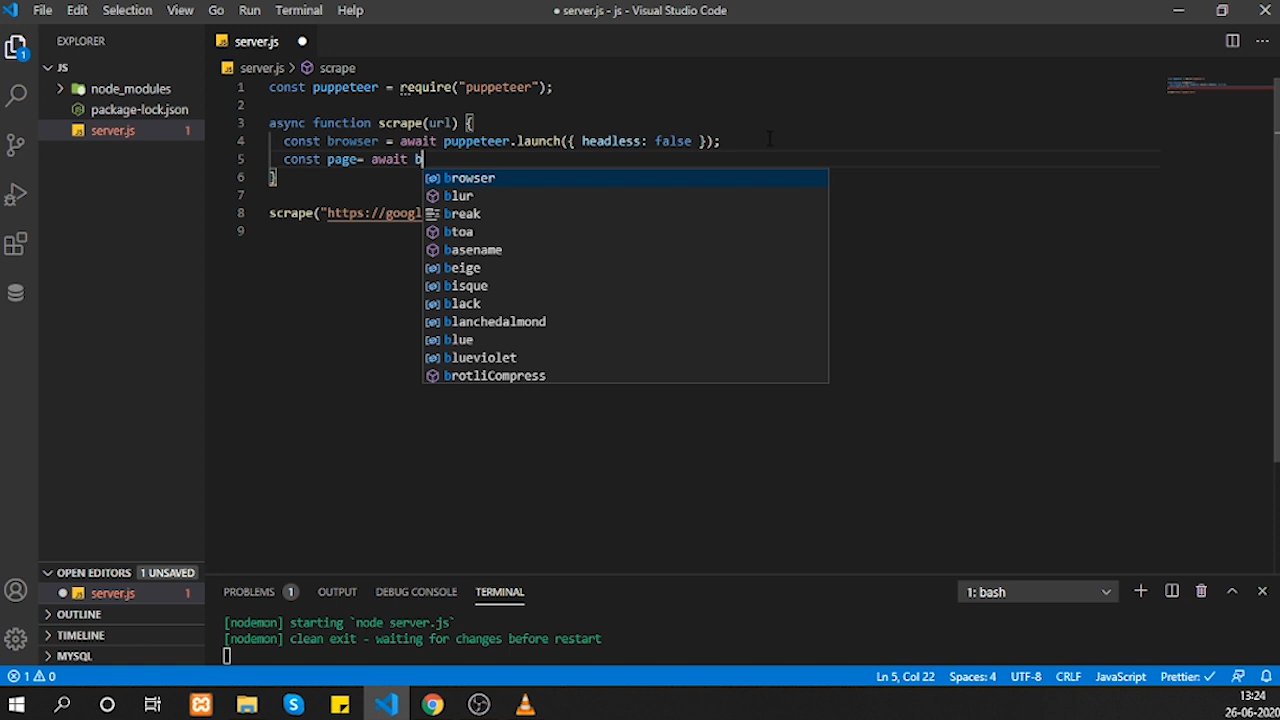 File Edit Selection View Go Run Terminal Help
● server.js - js - Visual Studio Code
EXPLORER
JS
node_modules
package-lock.json
server.js 1
OPEN EDITORS 1 UNSAVED
server.js 1
OUTLINE
TIMELINE
MYSQL
server.js
server.js > scrape
1 const puppeteer = require("puppeteer");
2
3 async function scrape(url) {
4 const browser = await puppeteer.launch({ headless: false });
5 const page= await b
6 }
7
8 scrape("https://googl
9
browser
blur
break
btoa
basename
beige
bisque
black
blanchedalmond
blue
blueviolet
brotliCompress
PROBLEMS 1 OUTPUT DEBUG CONSOLE TERMINAL
1: bash
[nodemon] starting `node server.js`
[nodemon] clean exit - waiting for changes before restart
1 0
Ln 5, Col 22 Spaces: 4 UTF-8 CRLF JavaScript Prettier: ✓
1
13:24
26-06-2020